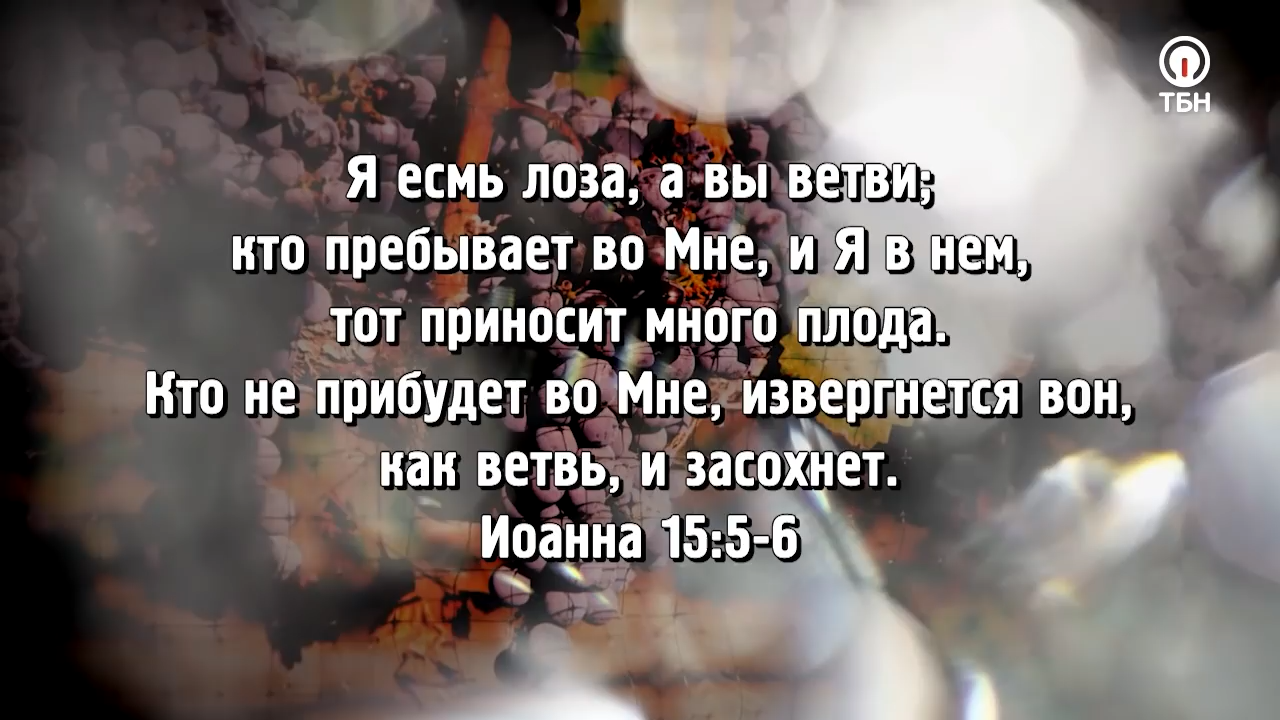 ТБН
Я есмь лоза, а вы ветви;
кто пребывает во Мне, и Я в нем,
тот приносит много плода.
Кто не прибудет во Мне, извергнется вон,
как ветвь, и засохнет.
Иоанна 15:5-6